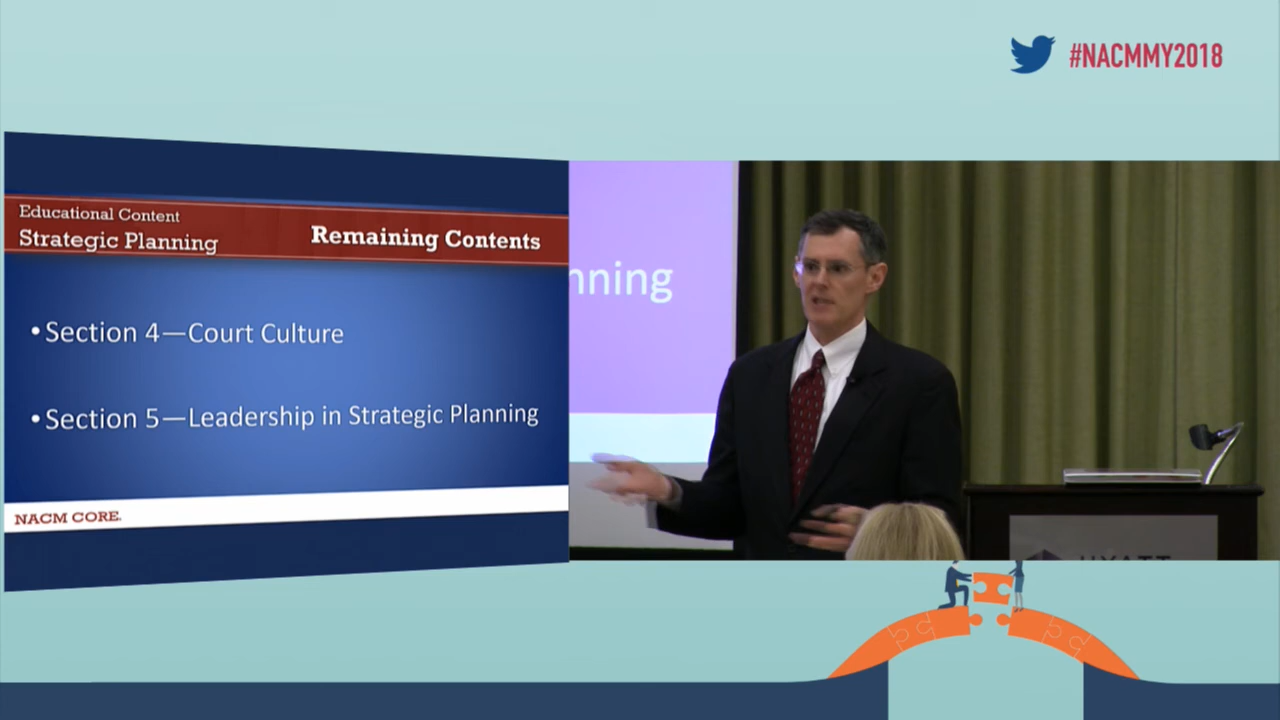 #NACMMY2018
Educational Content
Strategic Planning
Remaining Contents
•Section 4—Court Culture
•Section 5—Leadership in Strategic Planning
NACM CORE.
nning
HYATT